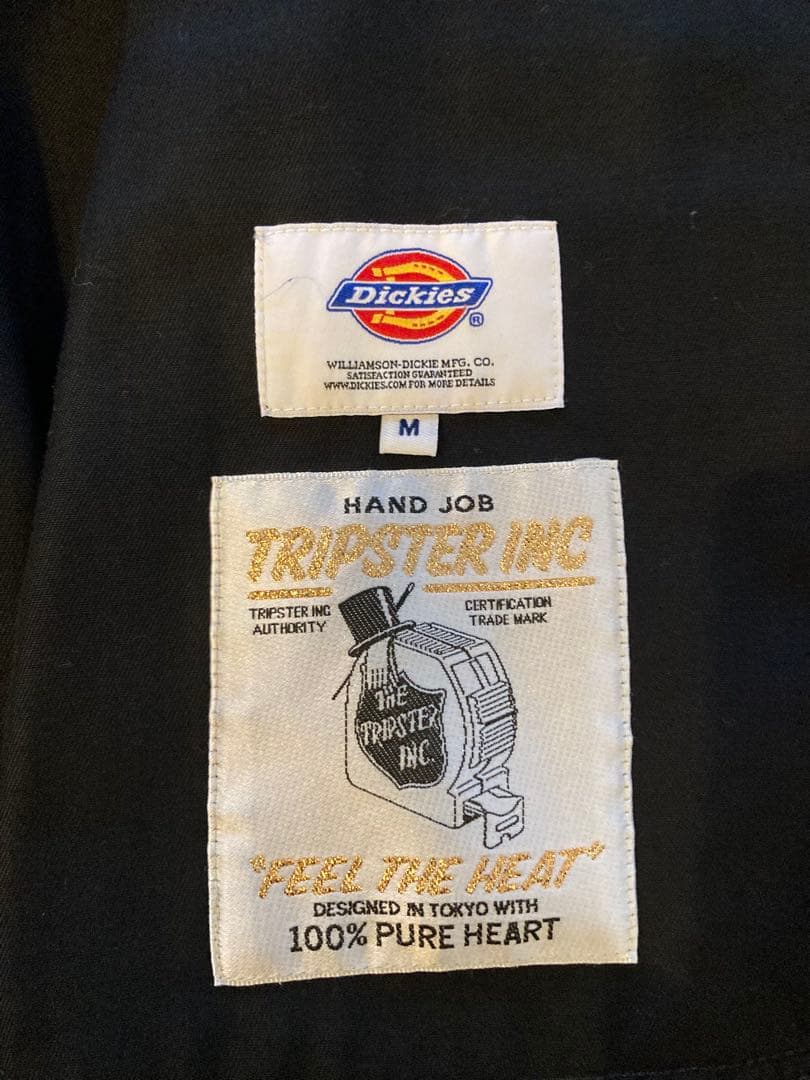 Dickies
®
WILLIAMSON-DICKIE MFG. CO.
SATISFACTION GUARANTEED
WWW.DICKIES.COM FOR MORE DETAILS
M
HAND JOB
TRIPSTER INC
TRIPSTER INC
AUTHORITY
CERTIFICATION
TRADE MARK
THE
TRIPSTER
INC.
"FEEL THE HEAT"
DESIGNED IN TOKYO WITH
100% PURE HEART